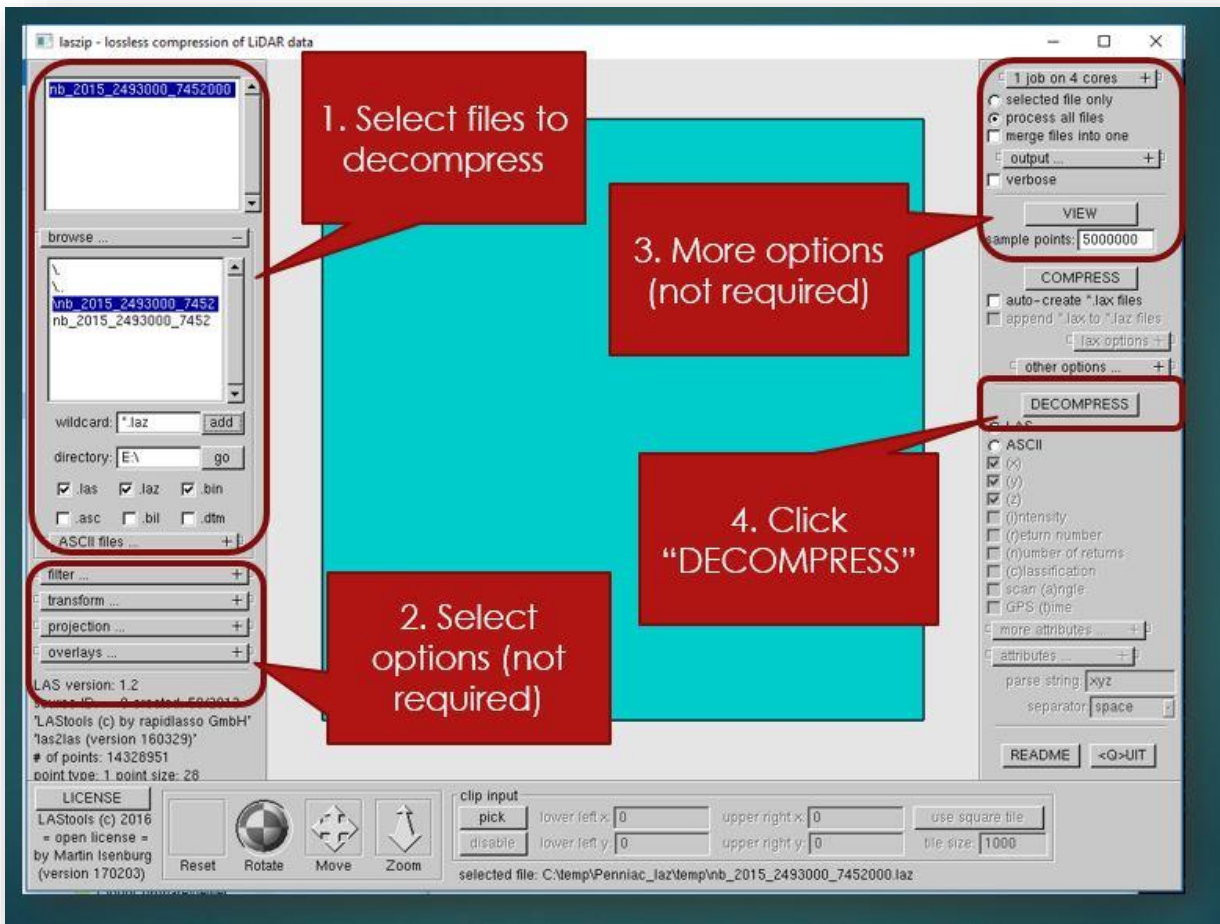 laszip - lossless compression of LiDAR data
nb_2015_2493000_7452000
browse ...
\.
\..
\nb_2015_2493000_7452
nb_2015_2493000_7452
wildcard: *.laz add
directory: E:\ go
.las .laz .bin
.asc .bil .dtm
ASCII files ...
filter ...
transform ...
projection ...
overlays ...
LAS version: 1.2
"LAStools (c) by rapidlasso GmbH"
"las2las (version 160329)"
# of points: 14328951
point type: 1 point size: 28
1. Select files to
decompress
2. Select
options (not
required)
3. More options
(not required)
4. Click
“DECOMPRESS”
1 job on 4 cores
selected file only
process all files
merge files into one
output ...
verbose
VIEW
sample points: 5000000
COMPRESS
auto-create *.lax files
append *.lax to *.laz files
lax options
other options ...
DECOMPRESS
LAS
ASCII
(x)
(y)
(z)
(i)ntensity
(r)eturn number
(n)umber of returns
(c)lassification
scan (a)ngle
GPS (t)ime
more attributes ...
attributes ...
parse string: xyz
separator: space
README <Q>UIT
LICENSE
LAStools (c) 2016
= open license =
by Martin Isenburg
(version 170203)
Reset Rotate Move Zoom
clip input
pick lower left x: 0 upper right x: 0 use square tile
disable lower left y: 0 upper right y: 0 tile size: 1000
selected file: C:\temp\Penniac_laz\temp\nb_2015_2493000_7452000.laz